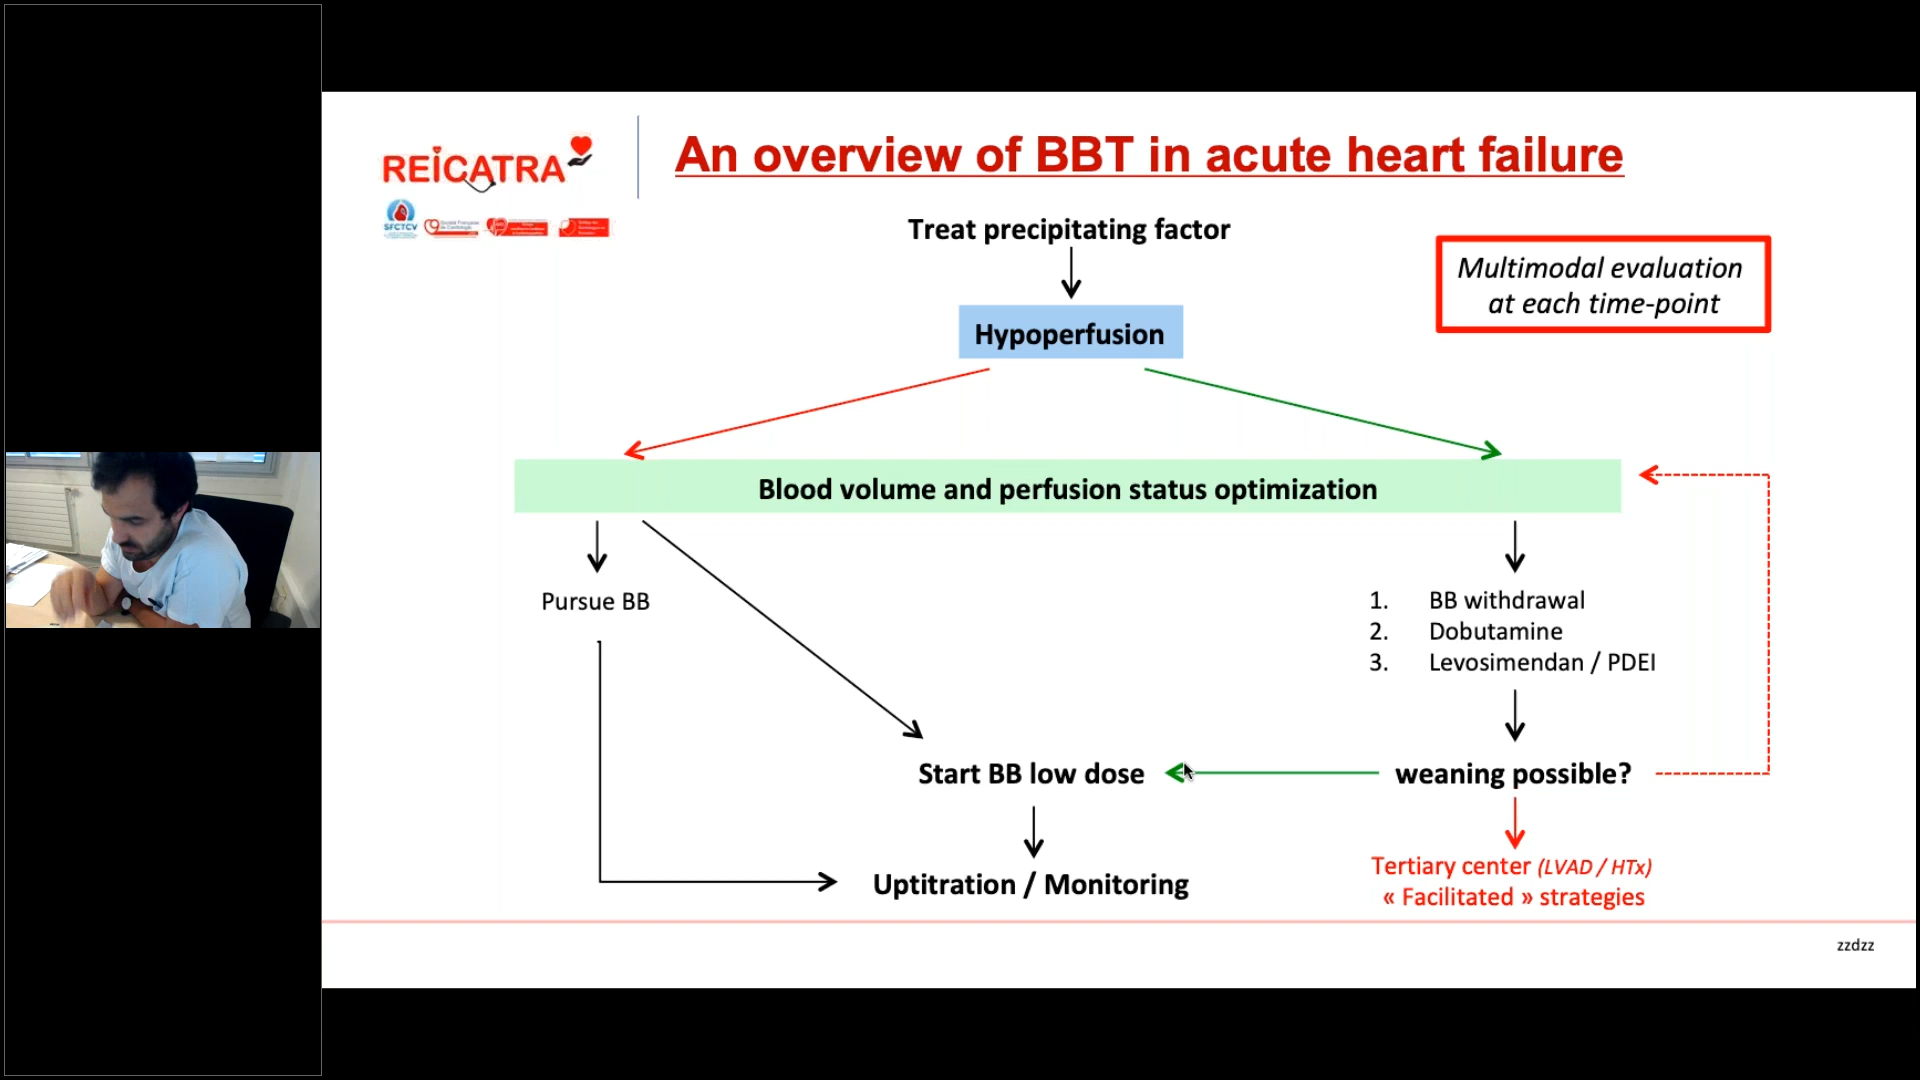 REICATRA
An overview of BBT in acute heart failure
SFCTCV
Treat precipitating factor
Multimodal evaluation
at each time-point
Hypoperfusion
Blood volume and perfusion status optimization
Pursue BB
1. BB withdrawal
2. Dobutamine
3. Levosimendan / PDEI
Start BB low dose
weaning possible?
Uptitration / Monitoring
Tertiary center (LVAD / HTx)
« Facilitated » strategies
zzdzz